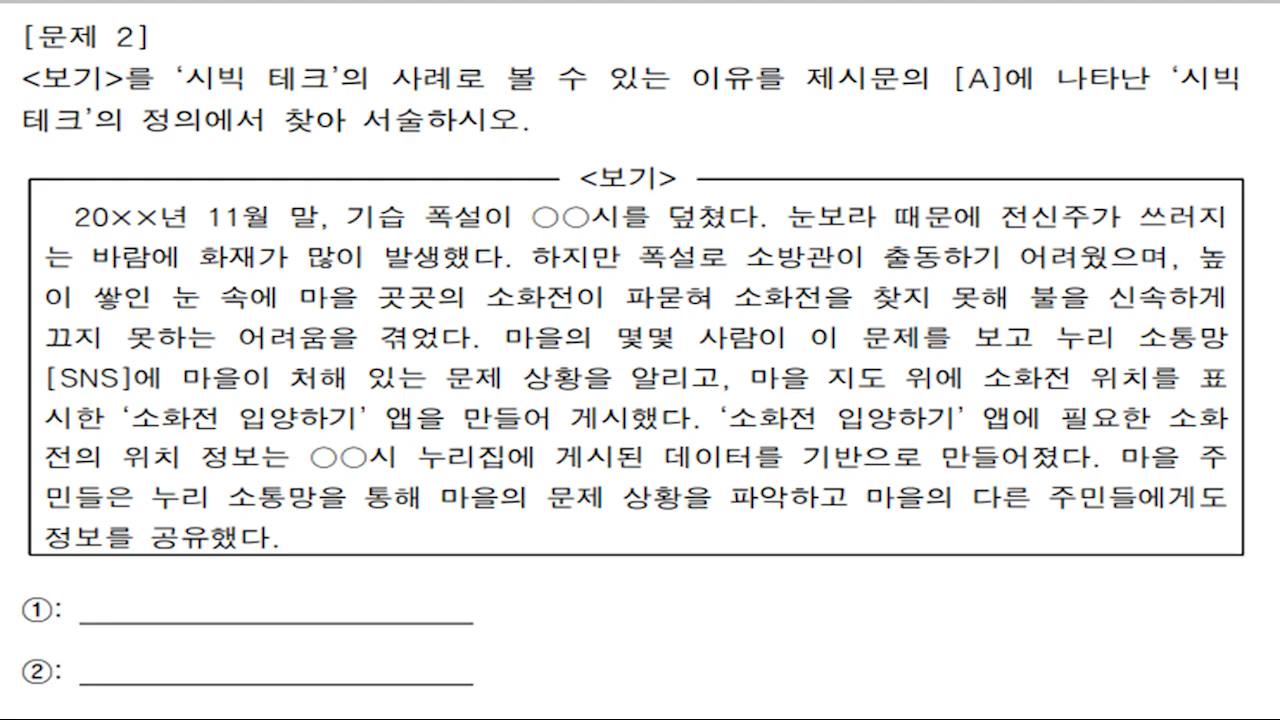 [문제 2]
<보기>를 ‘시빅 테크’의 사례로 볼 수 있는 이유를 제시문의 [A]에 나타난 ‘시빅
테크’의 정의에서 찾아 서술하시오.
<보기>
20××년 11월 말, 기습 폭설이 ○○시를 덮쳤다. 눈보라 때문에 전신주가 쓰러지
는 바람에 화재가 많이 발생했다. 하지만 폭설로 소방관이 출동하기 어려웠으며, 높
이 쌓인 눈 속에 마을 곳곳의 소화전이 파묻혀 소화전을 찾지 못해 불을 신속하게
끄지 못하는 어려움을 겪었다. 마을의 몇몇 사람이 이 문제를 보고 누리 소통망
[SNS]에 마을이 처해 있는 문제 상황을 알리고, 마을 지도 위에 소화전 위치를 표
시한 ‘소화전 입양하기’ 앱을 만들어 게시했다. ‘소화전 입양하기’ 앱에 필요한 소화
전의 위치 정보는 ○○시 누리집에 게시된 데이터를 기반으로 만들어졌다. 마을 주
민들은 누리 소통망을 통해 마을의 문제 상황을 파악하고 마을의 다른 주민들에게도
정보를 공유했다.
①:
②: